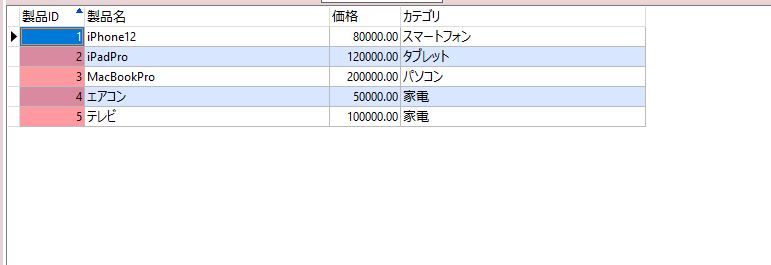 製品ID 製品名 価格 カテゴリ
1 iPhone12 80000.00 スマートフォン
2 iPadPro 120000.00 タブレット
3 MacBookPro 200000.00 パソコン
4 エアコン 50000.00 家電
5 テレビ 100000.00 家電